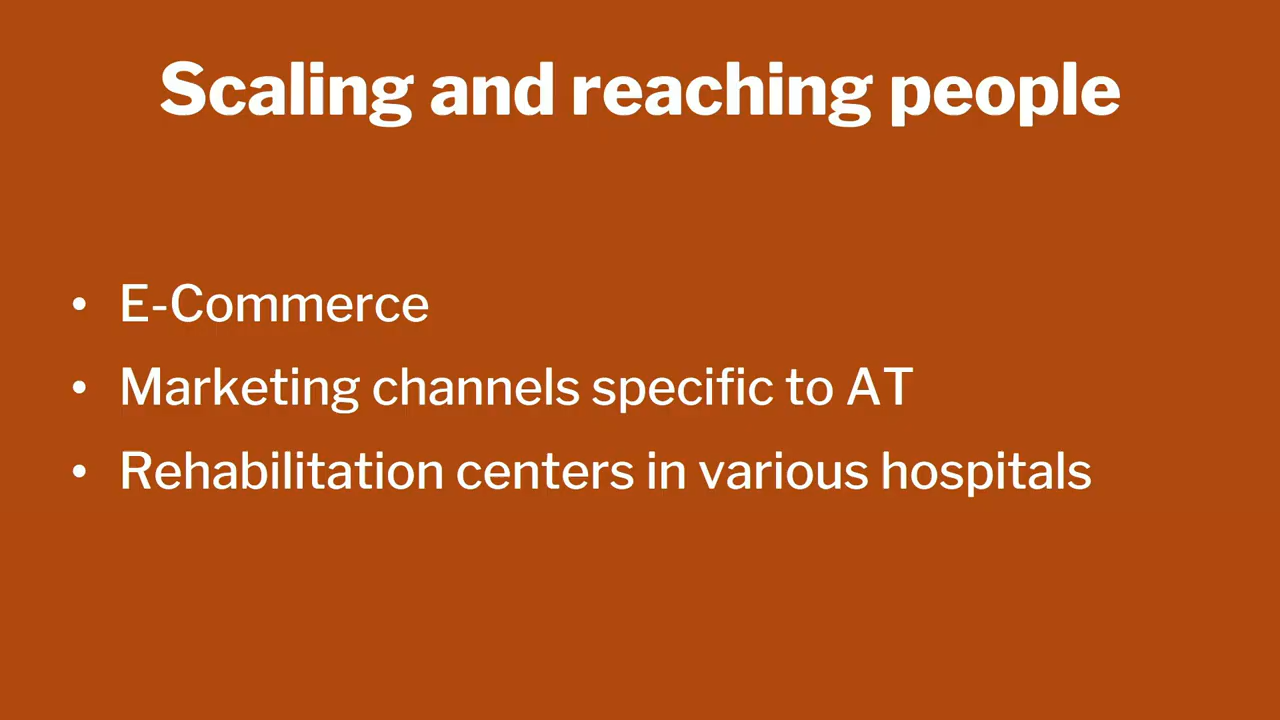 Scaling and reaching people
• E-Commerce
• Marketing channels specific to AT
• Rehabilitation centers in various hospitals